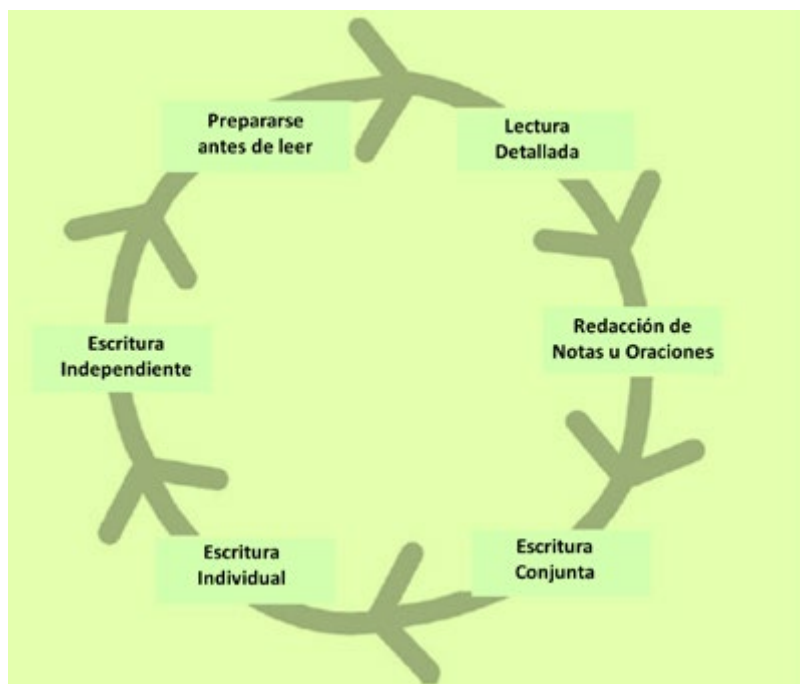 Prepararse
antes de leer
Lectura
Detallada
Redacción de
Notas u Oraciones
Escritura
Conjunta
Escritura
Individual
Escritura
Independiente